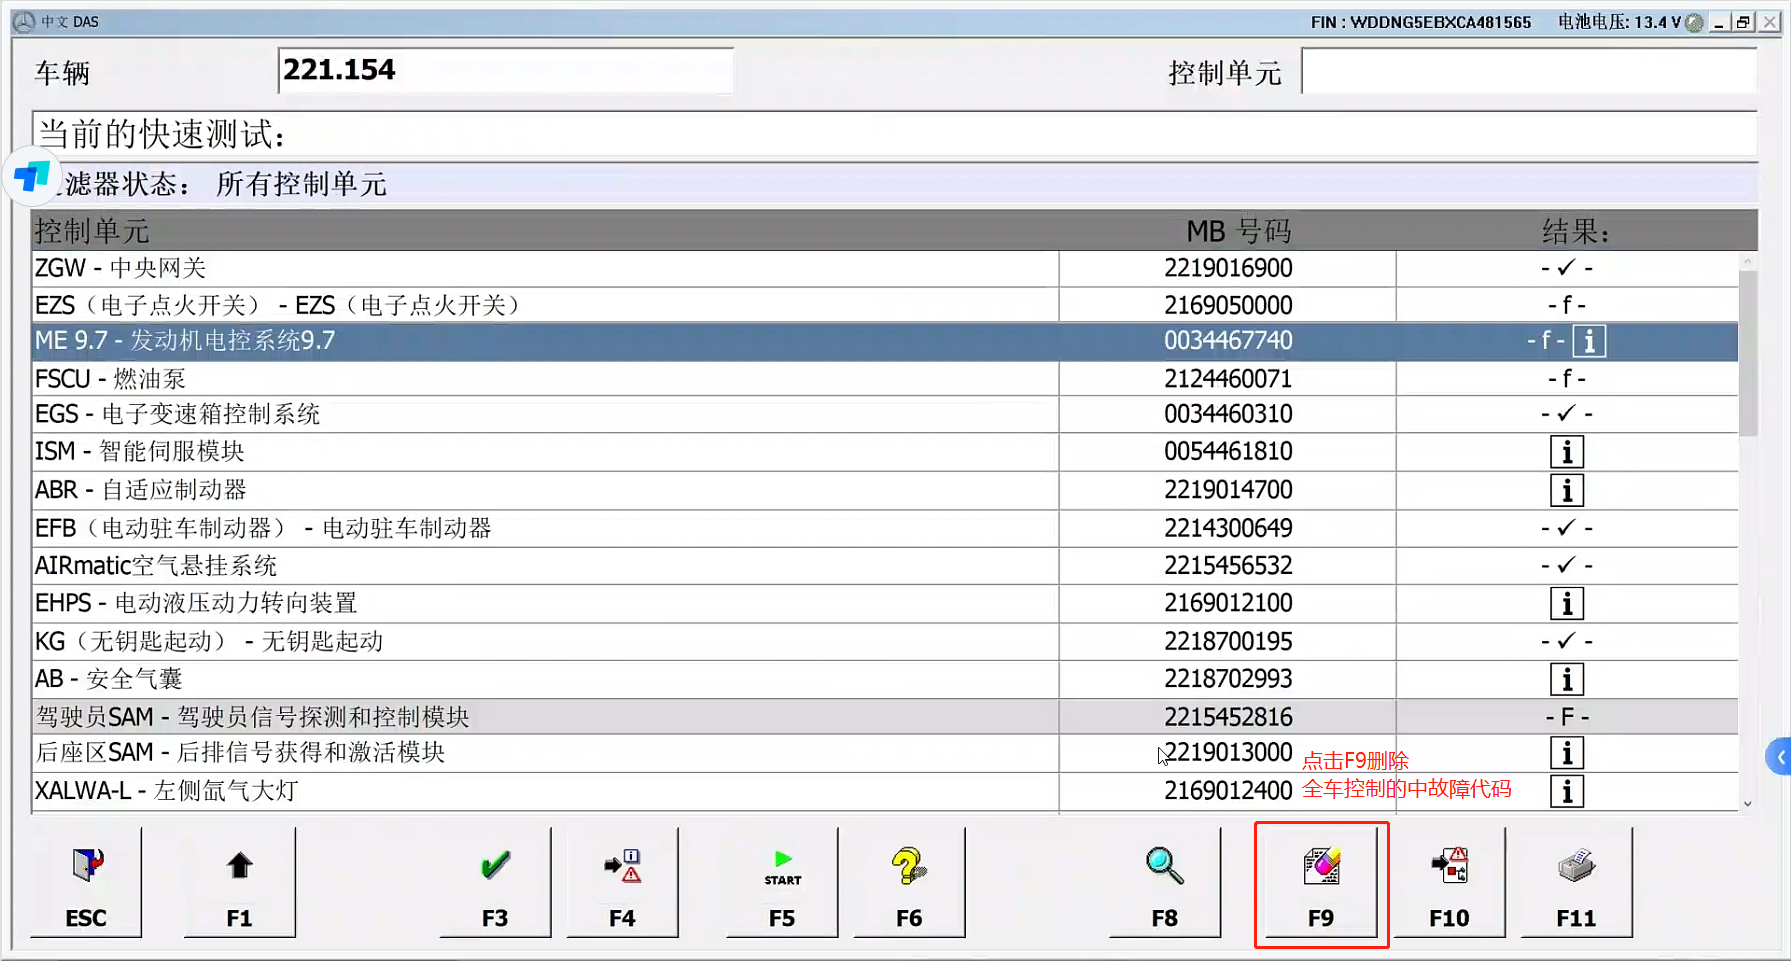 中文 DAS
FIN : WDDNG5EBXCA481565 电池电压: 13.4 V
车辆 221.154 控制单元
当前的快速测试:
滤器状态: 所有控制单元
控制单元 MB 号码 结果:
ZGW - 中央网关 2219016900 - ✓ -
EZS（电子点火开关） - EZS（电子点火开关） 2169050000 - f -
ME 9.7 - 发动机电控系统9.7 0034467740 - f - i
FSCU - 燃油泵 2124460071 - f -
EGS - 电子变速箱控制系统 0034460310 - ✓ -
ISM - 智能伺服模块 0054461810 i
ABR - 自适应制动器 2219014700 i
EFB（电动驻车制动器） - 电动驻车制动器 2214300649 - ✓ -
AIRmatic空气悬挂系统 2215456532 - ✓ -
EHPS - 电动液压动力转向装置 2169012100 i
KG（无钥匙起动） - 无钥匙起动 2218700195 - ✓ -
AB - 安全气囊 2218702993 i
驾驶员SAM - 驾驶员信号探测和控制模块 2215452816 - F -
后座区SAM - 后排信号获得和激活模块 2219013000 i
XALWA-L - 左侧氙气大灯 2169012400 i
点击F9删除
全车控制的中故障代码
START
ESC F1 F3 F4 F5 F6 F8 F9 F10 F11